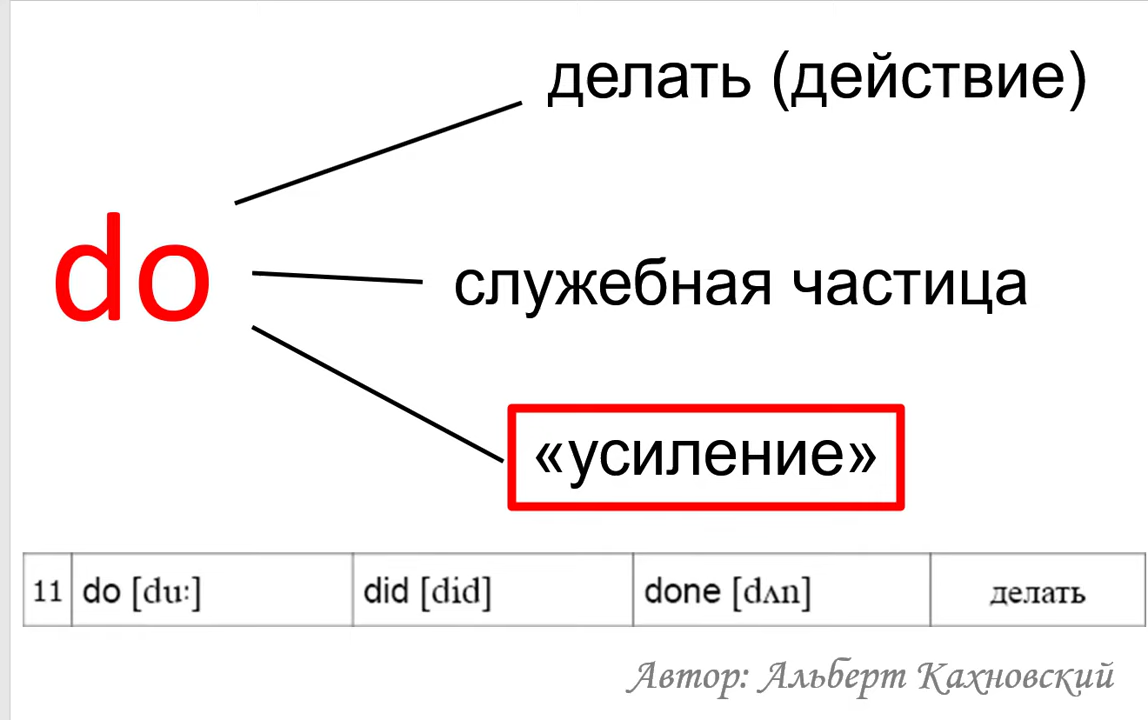 делать (действие)
do
служебная частица
«усиление»
11 do [du:] did [did] done [dʌn] делать
Автор: Альберт Кахновский